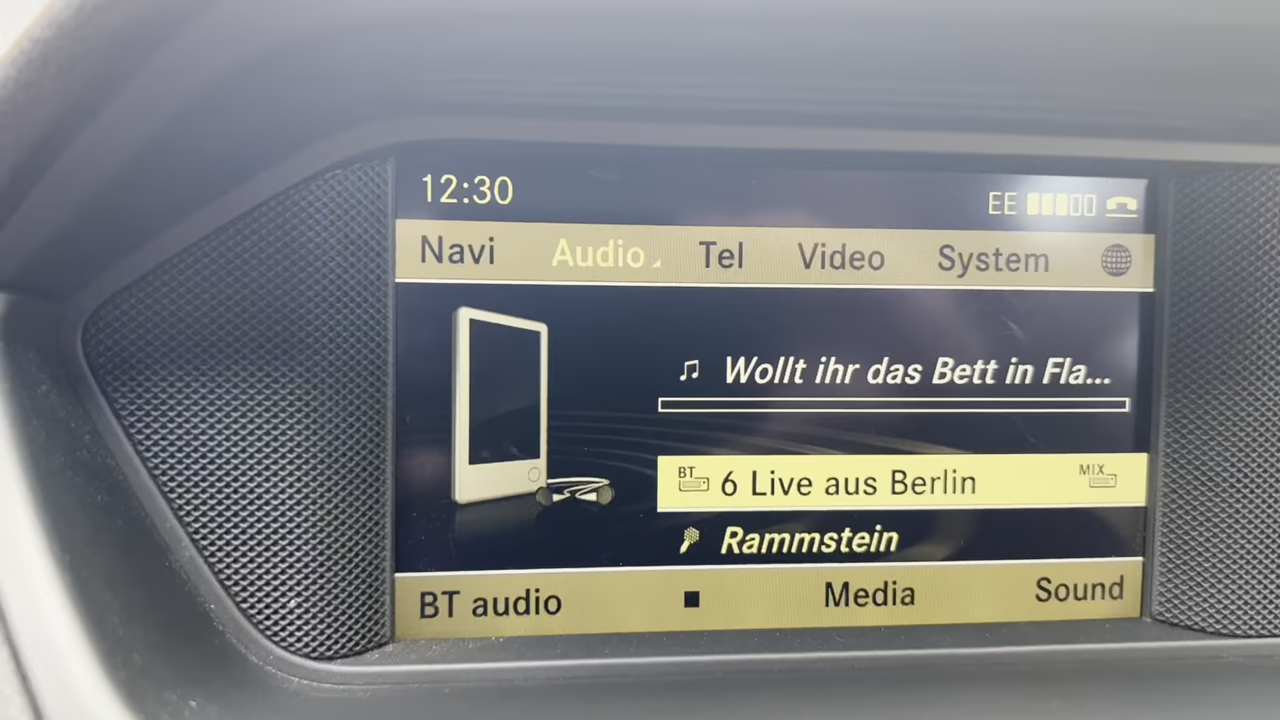 12:30 EE
Navi Audio Tel Video System
Wollt ihr das Bett in Fla...
BT 6 Live aus Berlin MIX
Rammstein
BT audio Media Sound